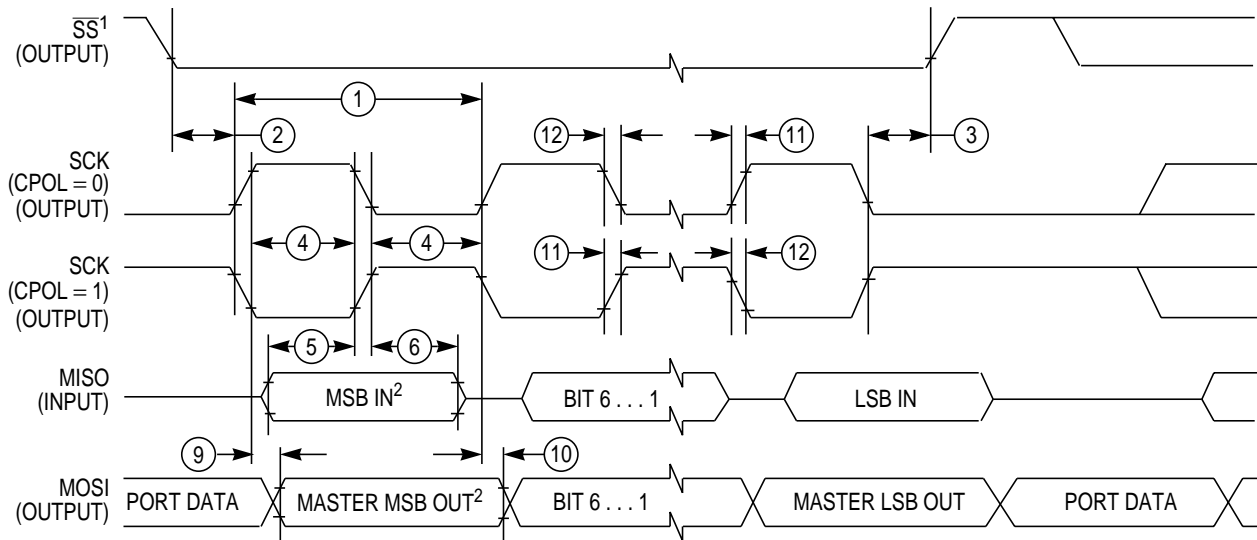 SS¹
(OUTPUT)
1
2
12
11
3
SCK
(CPOL = 0)
(OUTPUT)
4
4
SCK
(CPOL = 1)
(OUTPUT)
11
12
5
6
MISO
(INPUT)
MSB IN²
BIT 6 . . . 1
LSB IN
9
10
MOSI
(OUTPUT)
PORT DATA
MASTER MSB OUT²
BIT 6 . . . 1
MASTER LSB OUT
PORT DATA